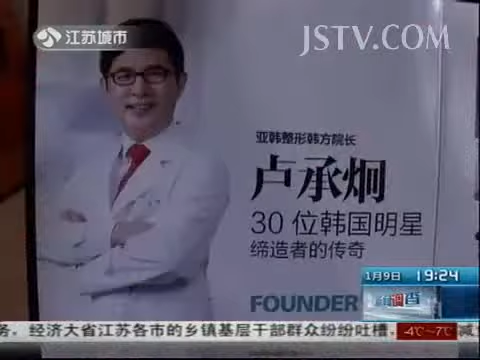 江苏城市
JSTV.COM
亚韩整形韩方院长
卢承炯
30位韩国明星
缔造者的传奇
FOUNDER
1月9日 19:24
调查
务. 经济大省江苏各市的乡镇基层干部群众纷纷吐槽.
-4℃~7℃